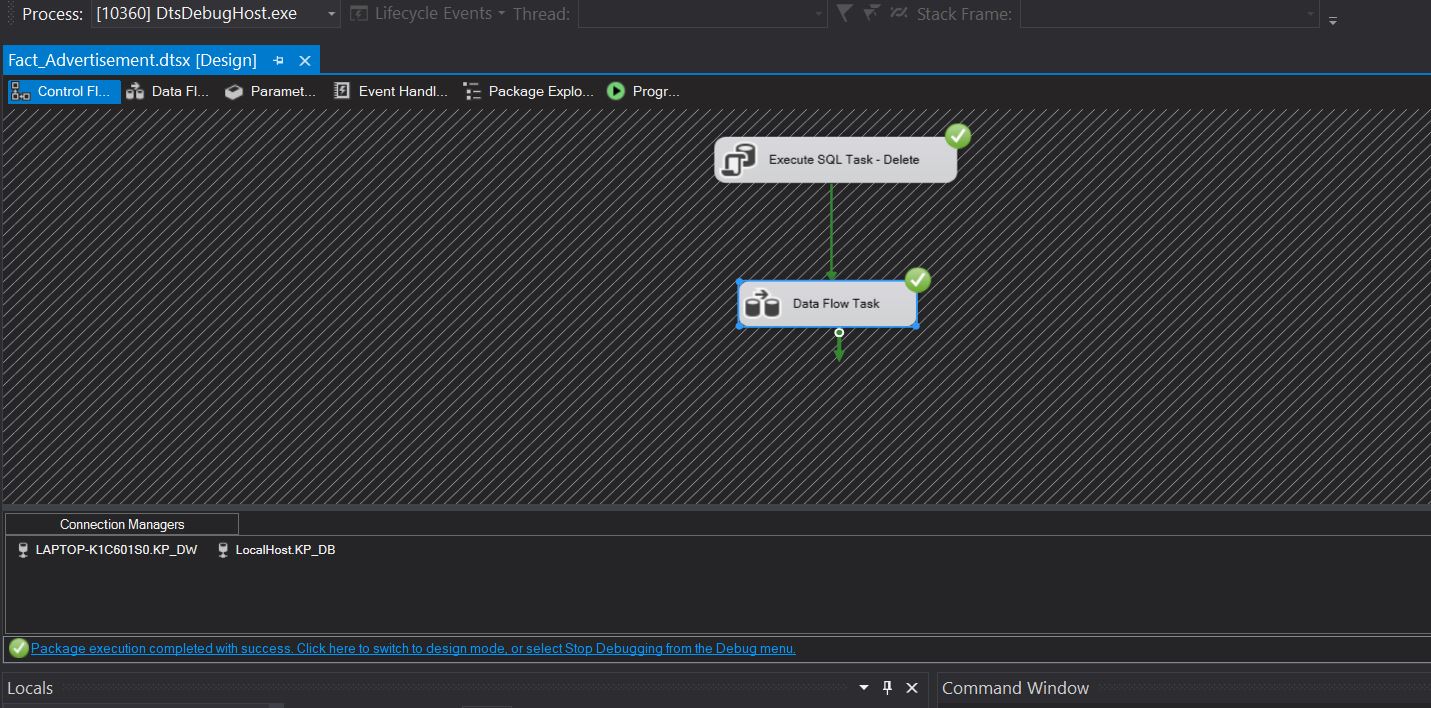 Process: [10360] DtsDebugHost.exe Lifecycle Events Thread: Stack Frame:
Fact_Advertisement.dtsx [Design]
Control Fl... Data Fl... Paramet... Event Handl... Package Explo... Progr...
Execute SQL Task - Delete
Data Flow Task
Connection Managers
LAPTOP-K1C601S0.KP_DW LocalHost.KP_DB
Package execution completed with success. Click here to switch to design mode, or select Stop Debugging from the Debug menu.
Locals Command Window